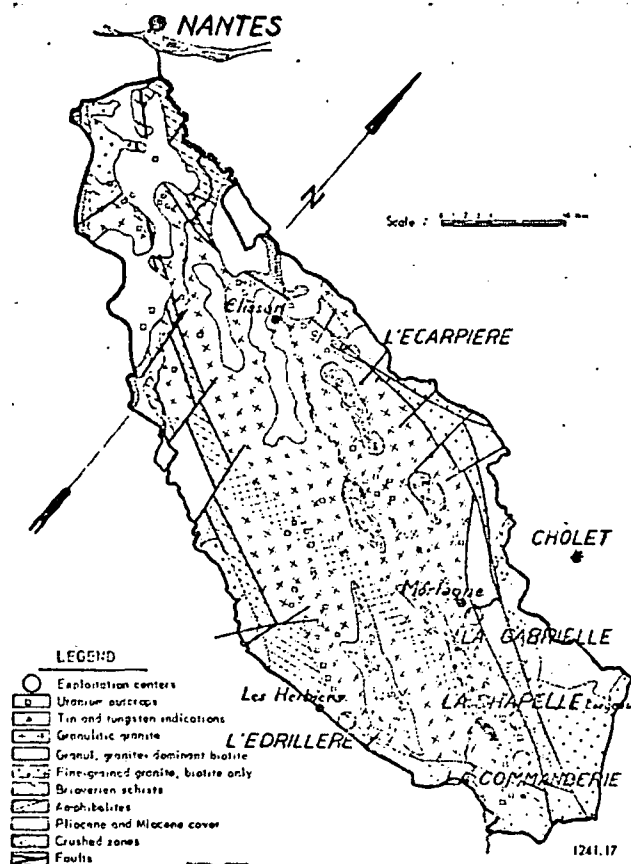 NANTES
N
Scale :
Clisson
L'ECARPIERE
CHOLET
Mortagne
LA GABRIELLE
LEGEND
Exploitation centers
Uranium outcrops
Tin and tungsten indications
Granulitic granite
Granul, granites dominant biotite
Fine-grained granite, biotite only
Brioverien schists
Amphibolites
Pliocene and Miocene cover
Crushed zones
Faults
Les Herbiers
L'EDRILLERE
LA CHAPELLE
LA COMMANDERIE
1241.17